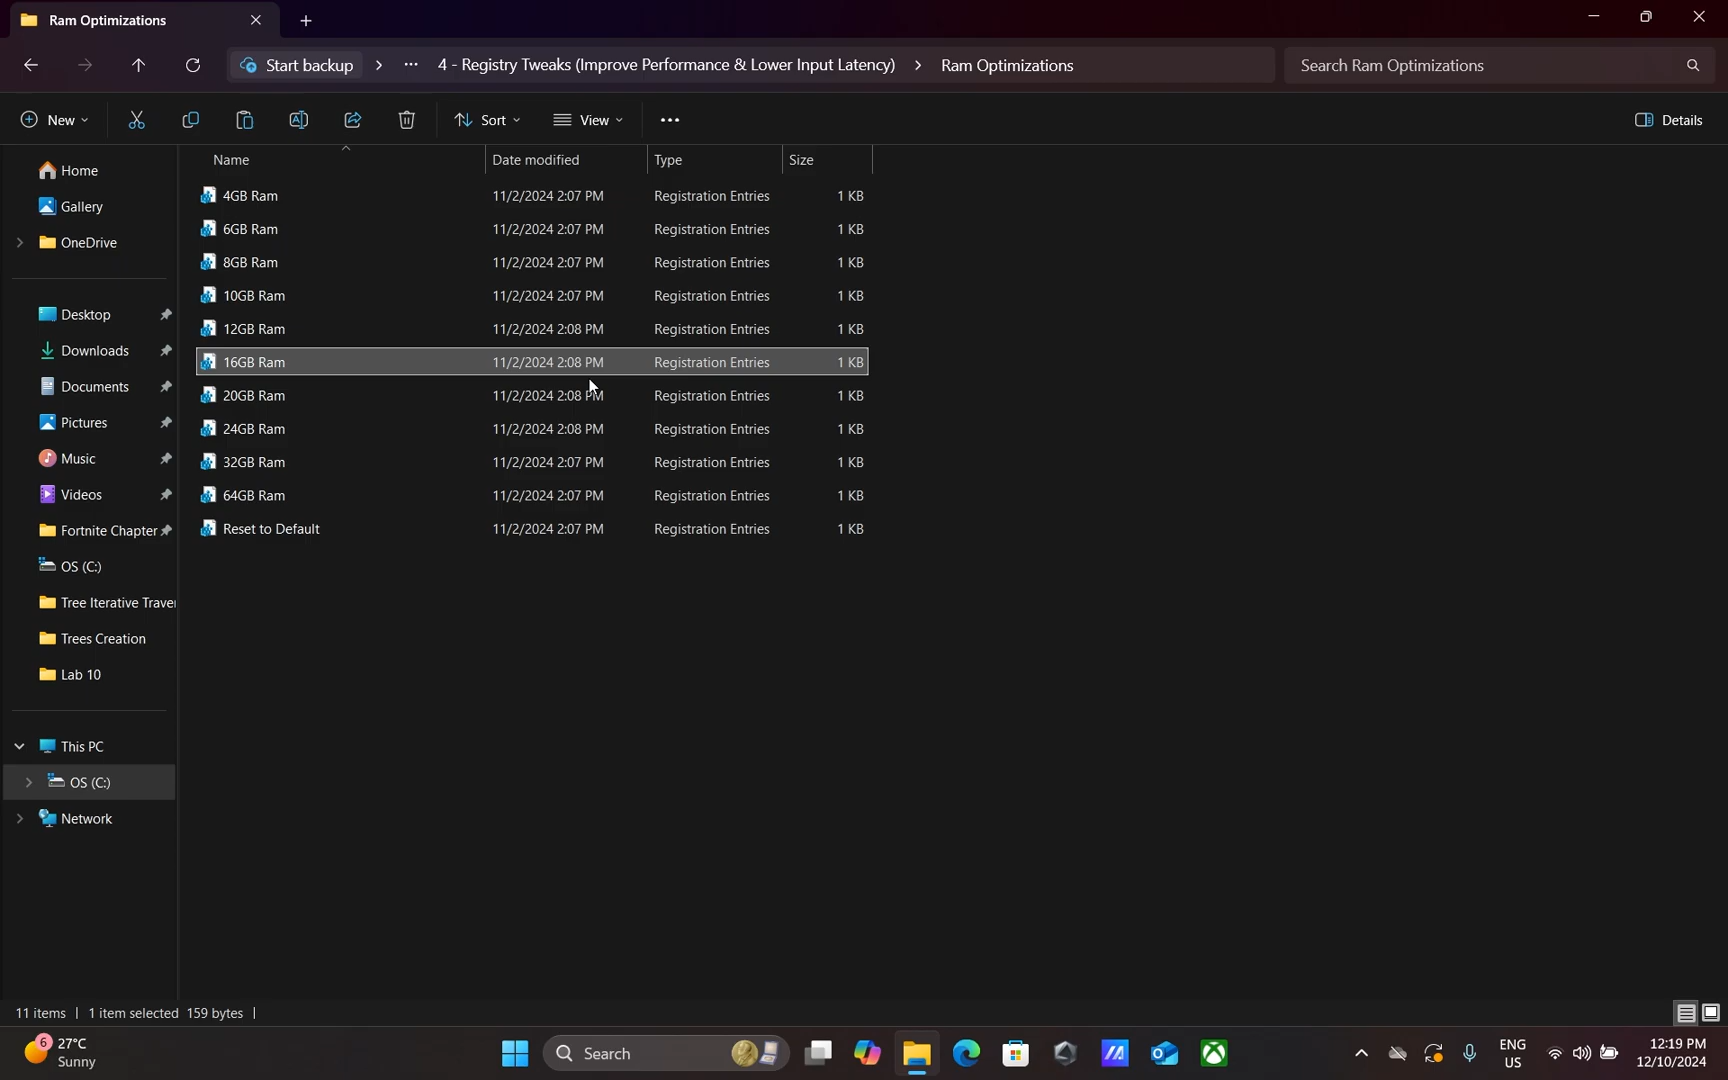 Ram Optimizations
Start backup > ... 4 - Registry Tweaks (Improve Performance & Lower Input Latency) > Ram Optimizations
Search Ram Optimizations
New
Sort
View
...
Details
Home
Gallery
OneDrive
Desktop
Downloads
Documents
Pictures
Music
Videos
Fortnite Chapter
OS (C:)
Tree Iterative Traver
Trees Creation
Lab 10
This PC
OS (C:)
Network
Name Date modified Type Size
4GB Ram 11/2/2024 2:07 PM Registration Entries 1 KB
6GB Ram 11/2/2024 2:07 PM Registration Entries 1 KB
8GB Ram 11/2/2024 2:07 PM Registration Entries 1 KB
10GB Ram 11/2/2024 2:07 PM Registration Entries 1 KB
12GB Ram 11/2/2024 2:08 PM Registration Entries 1 KB
16GB Ram 11/2/2024 2:08 PM Registration Entries 1 KB
20GB Ram 11/2/2024 2:08 PM Registration Entries 1 KB
24GB Ram 11/2/2024 2:08 PM Registration Entries 1 KB
32GB Ram 11/2/2024 2:07 PM Registration Entries 1 KB
64GB Ram 11/2/2024 2:07 PM Registration Entries 1 KB
Reset to Default 11/2/2024 2:07 PM Registration Entries 1 KB
11 items | 1 item selected 159 bytes |
6 27°C
Sunny
Search
ENG
US
12:19 PM
12/10/2024